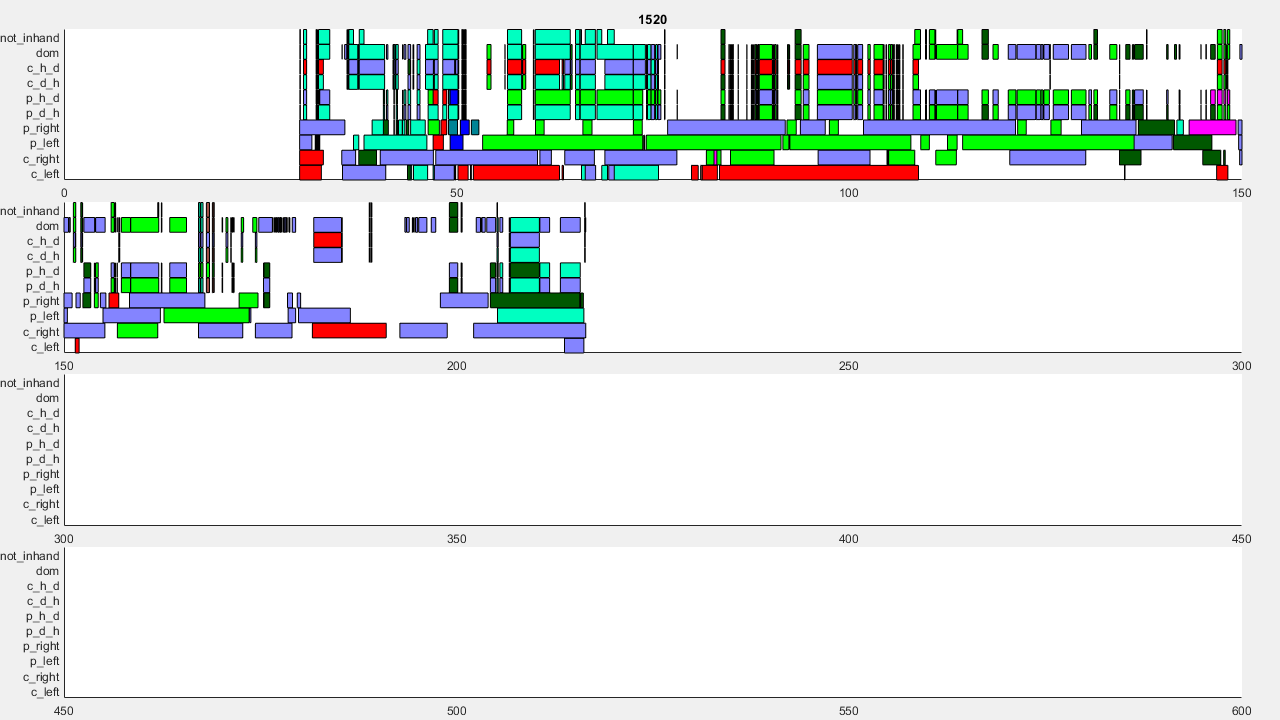 1520
not_inhand
dom
c_h_d
c_d_h
p_h_d
p_d_h
p_right
p_left
c_right
c_left
0 50 100 150
not_inhand
dom
c_h_d
c_d_h
p_h_d
p_d_h
p_right
p_left
c_right
c_left
150 200 250 300
not_inhand
dom
c_h_d
c_d_h
p_h_d
p_d_h
p_right
p_left
c_right
c_left
300 350 400 450
not_inhand
dom
c_h_d
c_d_h
p_h_d
p_d_h
p_right
p_left
c_right
c_left
450 500 550 600